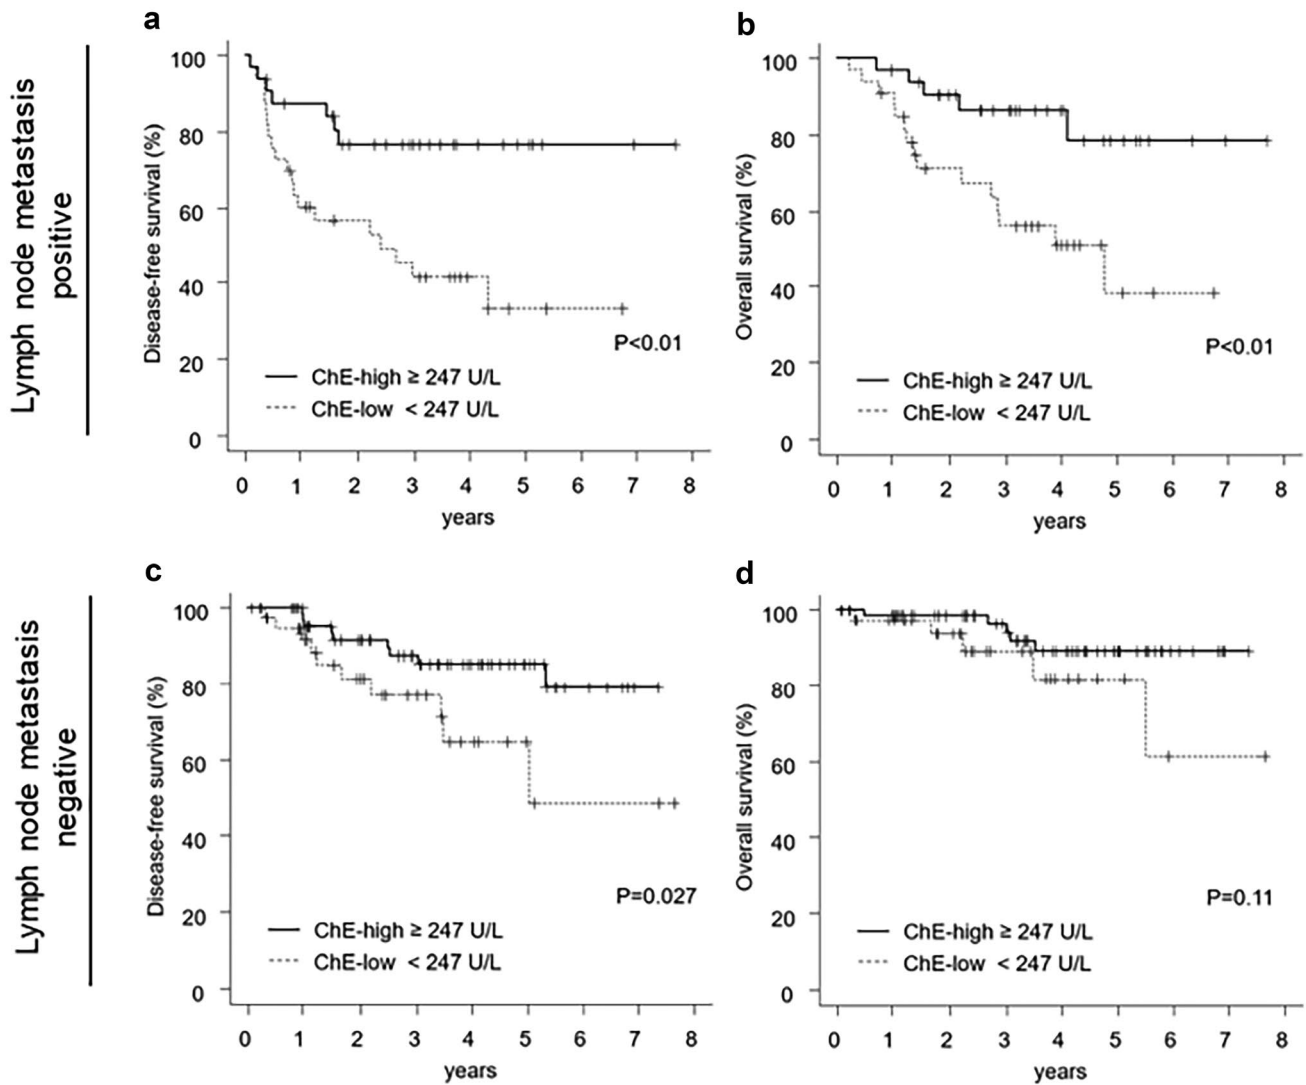 a
Lymph node metastasis
positive
Disease-free survival (%)
100
80
60
40
20
0
P<0.01
ChE-high ≥ 247 U/L
ChE-low < 247 U/L
0 1 2 3 4 5 6 7 8
years
b
Overall survival (%)
100
80
60
40
20
0
P<0.01
ChE-high ≥ 247 U/L
ChE-low < 247 U/L
0 1 2 3 4 5 6 7 8
years
c
Lymph node metastasis
negative
Disease-free survival (%)
100
80
60
40
20
0
P=0.027
ChE-high ≥ 247 U/L
ChE-low < 247 U/L
0 1 2 3 4 5 6 7 8
years
d
Overall survival (%)
100
80
60
40
20
0
P=0.11
ChE-high ≥ 247 U/L
ChE-low < 247 U/L
0 1 2 3 4 5 6 7 8
years